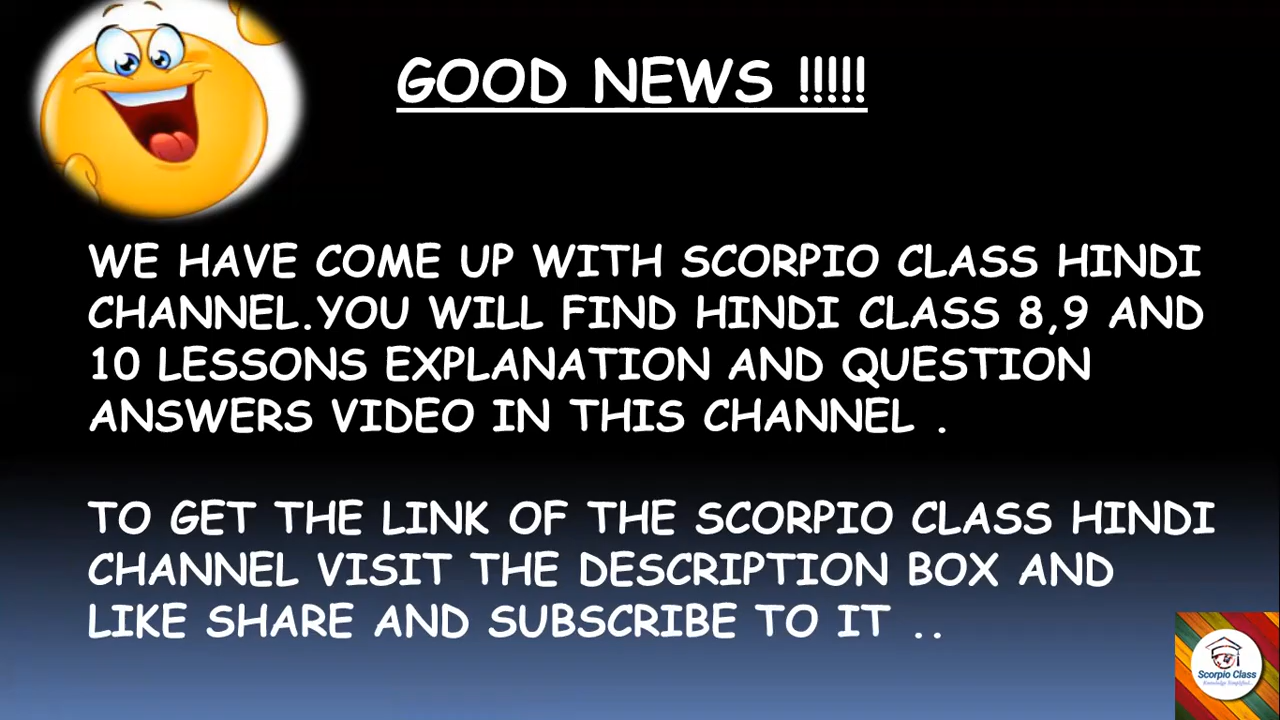 GOOD NEWS !!!!!
WE HAVE COME UP WITH SCORPIO CLASS HINDI
CHANNEL.YOU WILL FIND HINDI CLASS 8,9 AND
10 LESSONS EXPLANATION AND QUESTION
ANSWERS VIDEO IN THIS CHANNEL .
TO GET THE LINK OF THE SCORPIO CLASS HINDI
CHANNEL VISIT THE DESCRIPTION BOX AND
LIKE SHARE AND SUBSCRIBE TO IT ..
Scorpio Class
Knowledge Simplified..